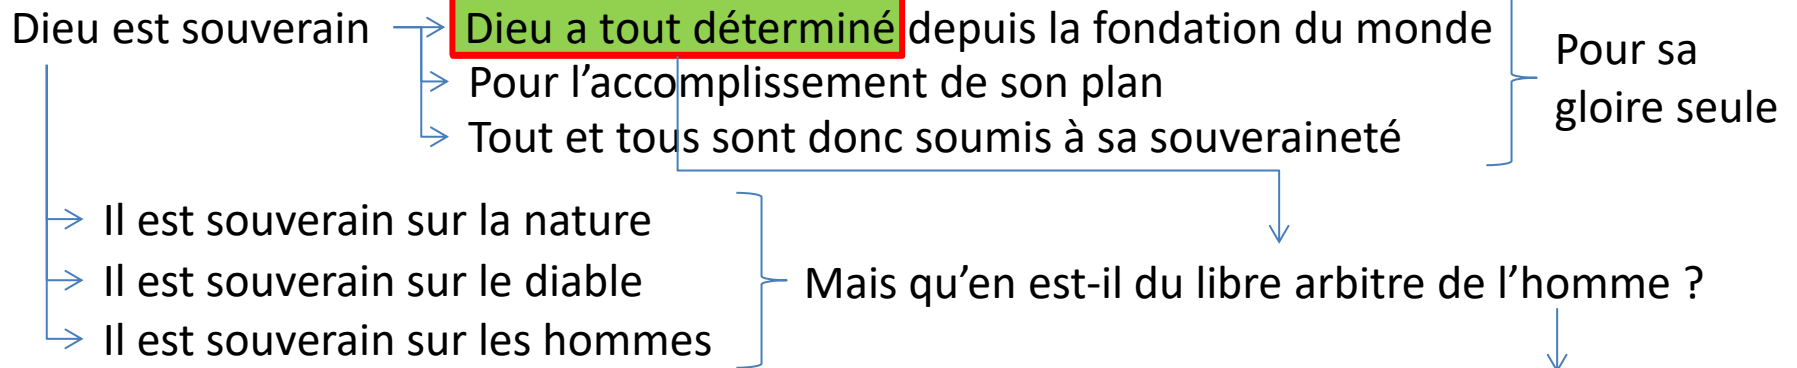 Dieu est souverain
Dieu a tout déterminé depuis la fondation du monde
Pour l’accomplissement de son plan
Tout et tous sont donc soumis à sa souveraineté
Pour sa
gloire seule
Il est souverain sur la nature
Il est souverain sur le diable
Il est souverain sur les hommes
Mais qu’en est-il du libre arbitre de l’homme ?